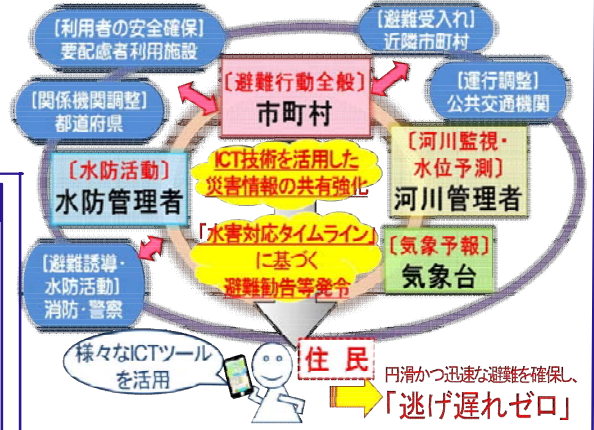 ［利用者の安全確保］
要配慮者利用施設
［避難受入れ］
近隣市町村
［関係機関調整］
都道府県
［避難行動全般］
市町村
［運行調整］
公共交通機関
［水防活動］
水防管理者
ICT技術を活用した
災害情報の共有強化
［河川監視・
水位予測］
河川管理者
「水害対応タイムライン」
に基づく
避難勧告等発令
［気象予報］
気象台
［避難誘導・
水防活動］
消防・警察
様々なICTツール
を活用
住民
円滑かつ迅速な避難を確保し、
「逃げ遅れゼロ」